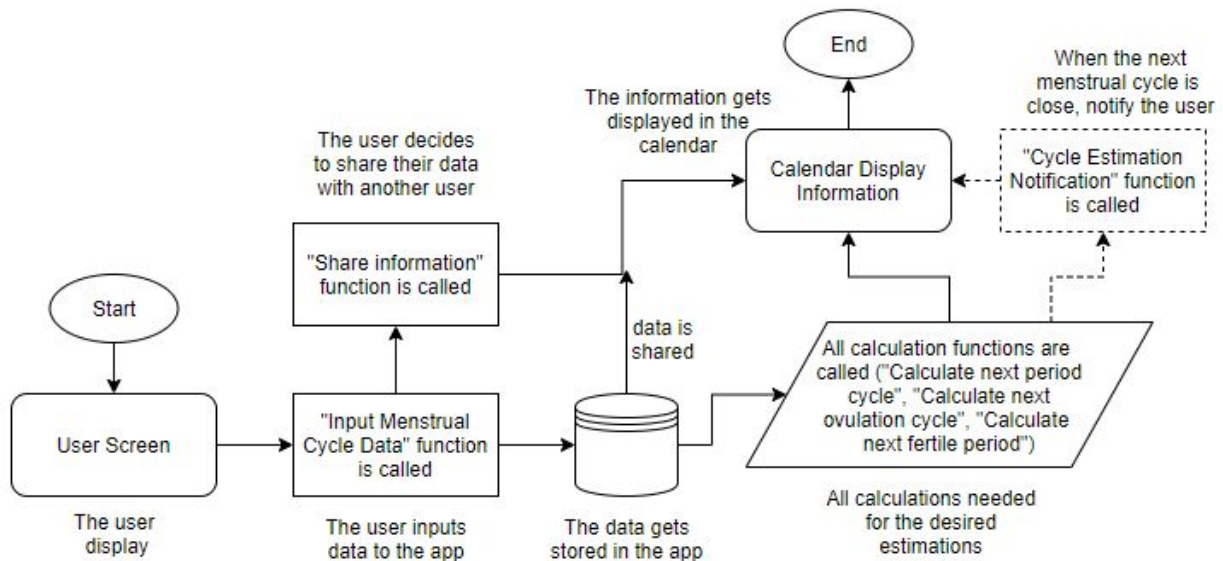 End
When the next
menstrual cycle is
close, notify the user
The information gets
displayed in the
calendar
The user decides
to share their data
with another user
Calendar Display
Information
"Cycle Estimation
Notification" function
is called
"Share information"
function is called
Start
data is
shared
All calculation functions are
called ("Calculate next period
cycle", "Calculate next
ovulation cycle", "Calculate
next fertile period")
User Screen
"Input Menstrual
Cycle Data" function
is called
The user
display
The user inputs
data to the app
The data gets
stored in the app
All calculations needed
for the desired
estimations